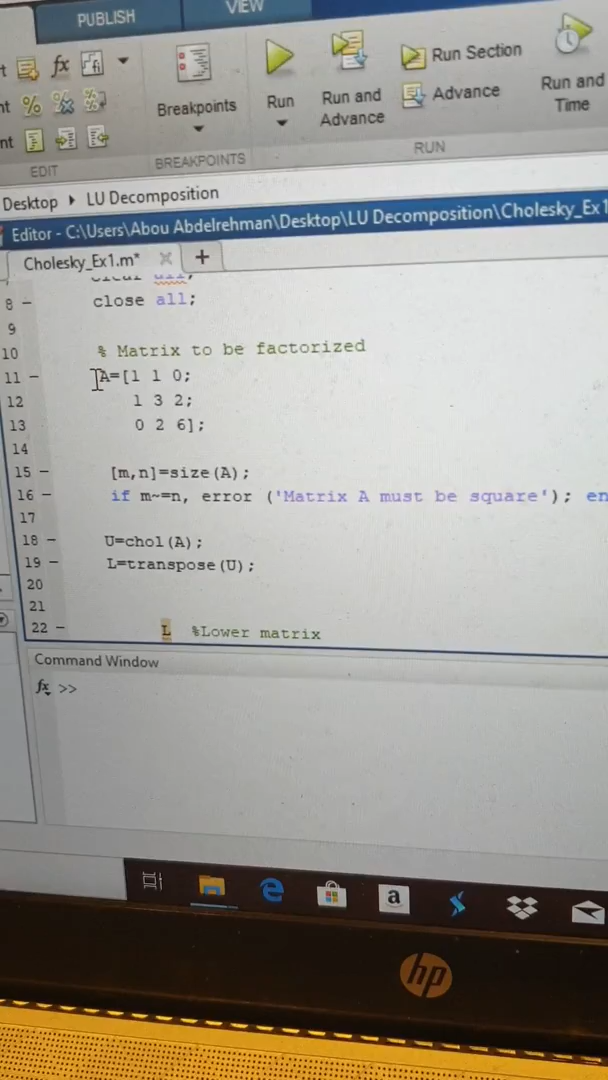 PUBLISH
VIEW
fx
fi
Breakpoints
Run
Run and
Advance
Run Section
Advance
Run and
Time
EDIT
BREAKPOINTS
RUN
Desktop ▸ LU Decomposition
Editor - C:\Users\Abou Abdelrehman\Desktop\LU Decomposition\Cholesky_Ex1
Cholesky_Ex1.m* × +
8 – close all;
9
10 % Matrix to be factorized
11 – A=[1 1 0;
12 1 3 2;
13 0 2 6];
14
15 – [m,n]=size(A);
16 – if m~=n, error ('Matrix A must be square'); en
17
18 – U=chol(A);
19 – L=transpose(U);
20
21
22 – L %Lower matrix
Command Window
fx >>
a
hp